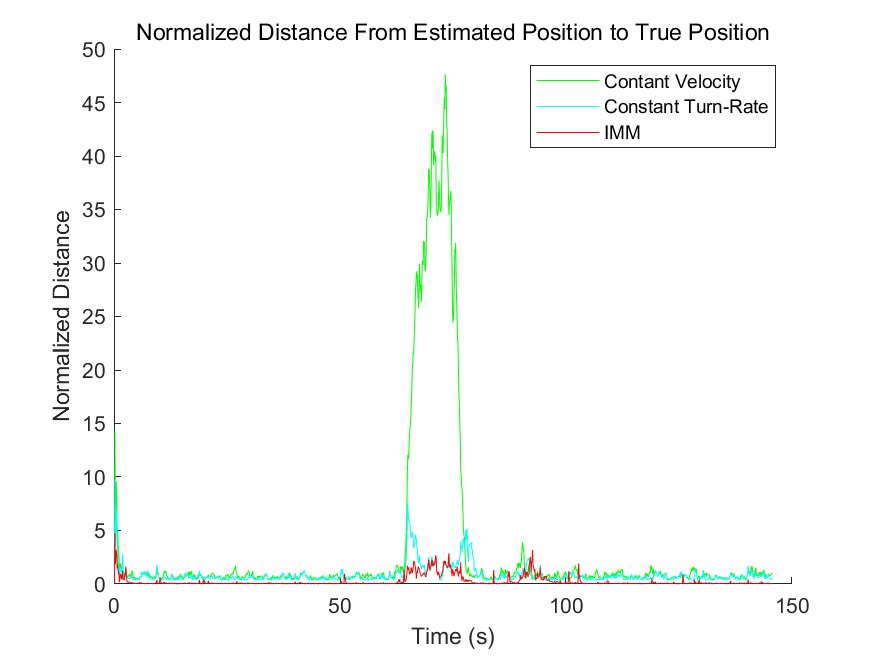 Normalized Distance From Estimated Position to True Position
50
45
40
35
30
25
20
15
10
5
0
Normalized Distance
Contant Velocity
Constant Turn-Rate
IMM
0
50
100
150
Time (s)